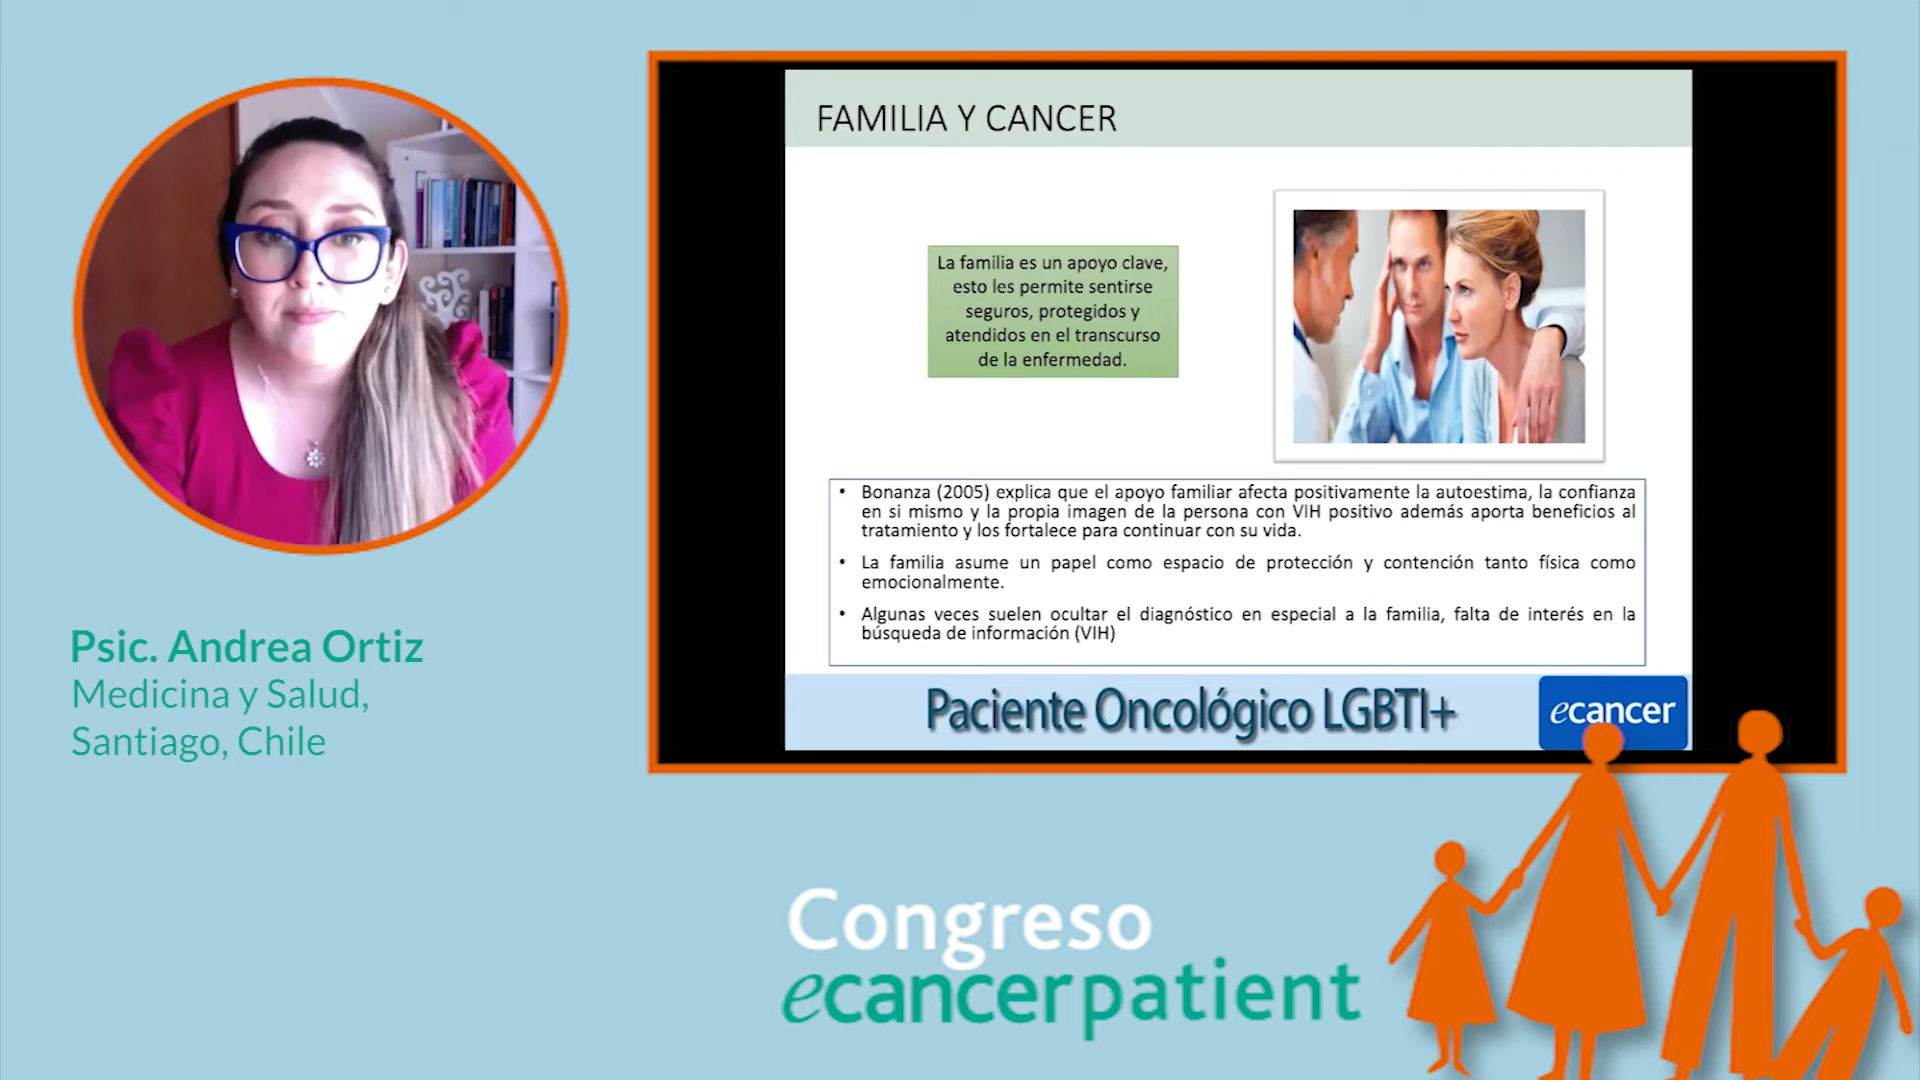 FAMILIA Y CANCER
La familia es un apoyo clave,
esto les permite sentirse
seguros, protegidos y
atendidos en el transcurso
de la enfermedad.
• Bonanza (2005) explica que el apoyo familiar afecta positivamente la autoestima, la confianza
en si mismo y la propia imagen de la persona con VIH positivo además aporta beneficios al
tratamiento y los fortalece para continuar con su vida.
• La familia asume un papel como espacio de protección y contención tanto física como
emocionalmente.
• Algunas veces suelen ocultar el diagnóstico en especial a la familia, falta de interés en la
búsqueda de información (VIH)
Paciente Oncológico LGBTI+
ecancer
Psic. Andrea Ortiz
Medicina y Salud,
Santiago, Chile
Congreso
ecancerpatient